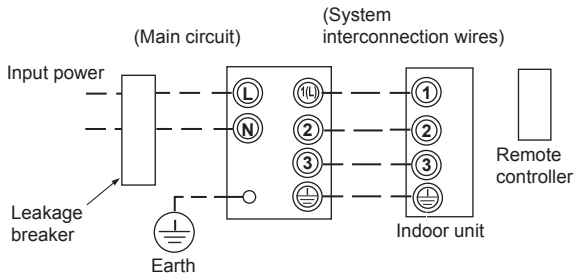 (Main circuit)
(System
interconnection wires)
Input power
L
1(L)
1
N
2
2
3
3
Remote
controller
Leakage
breaker
Indoor unit
Earth